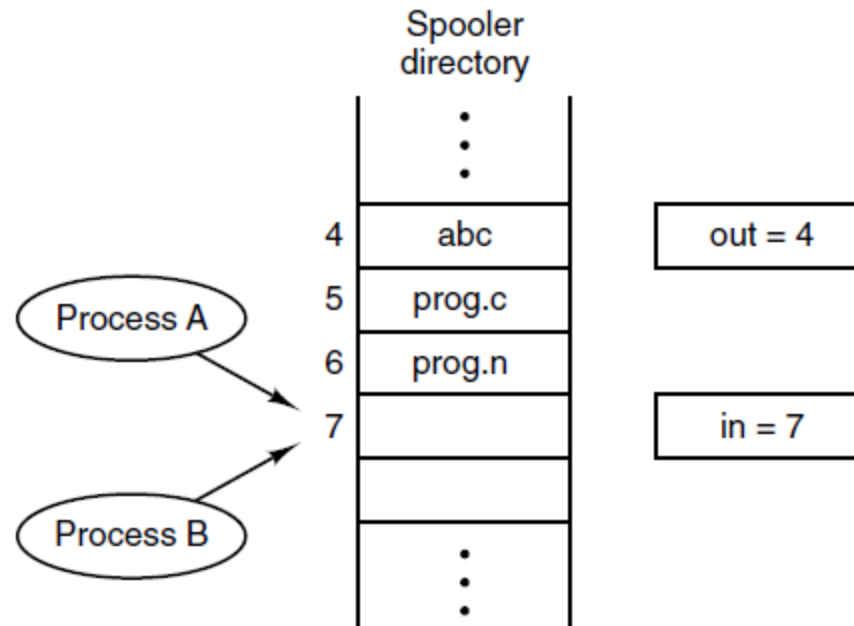 Spooler
directory
4 abc out = 4
Process A
5 prog.c
6 prog.n
7 in = 7
Process B